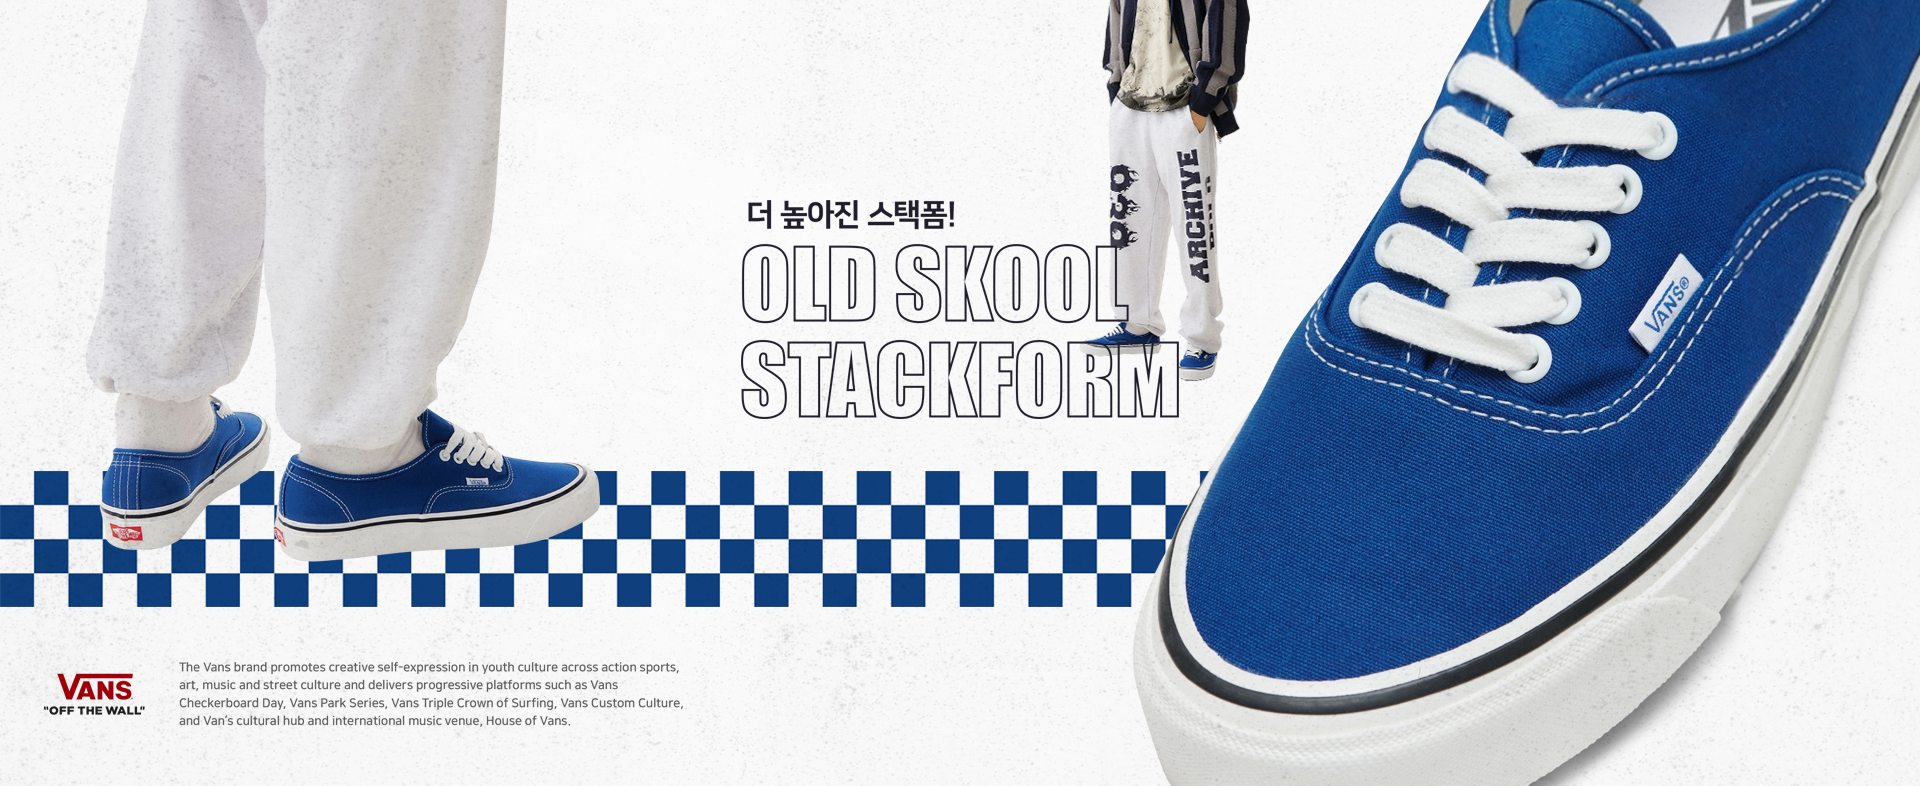 더 높아진 스택폼!
OLD SKOOL
STACKFORM
ARCHIVE
VANS®
VANS
VANS
"OFF THE WALL"
The Vans brand promotes creative self-expression in youth culture across action sports,
art, music and street culture and delivers progressive platforms such as Vans
Checkerboard Day, Vans Park Series, Vans Triple Crown of Surfing, Vans Custom Culture,
and Van's cultural hub and international music venue, House of Vans.